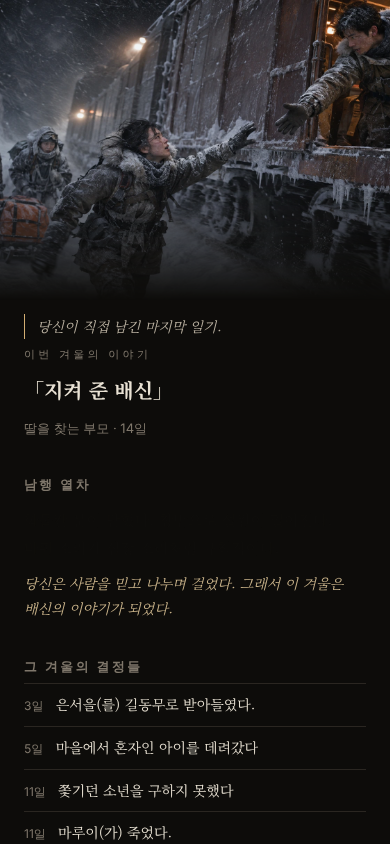 당신이 직접 남긴 마지막 일기.
이번 겨울의 이야기
「지켜 준 배신」
딸을 찾는 부모 · 14일
남행 열차
당신은 사람을 믿고 나누며 걸었다. 그래서 이 겨울은
배신의 이야기가 되었다.
그 겨울의 결정들
3일 은서을(를) 길동무로 받아들였다.
5일 마을에서 혼자인 아이를 데려갔다
11일 쫓기던 소년을 구하지 못했다
11일 마루이(가) 죽었다.